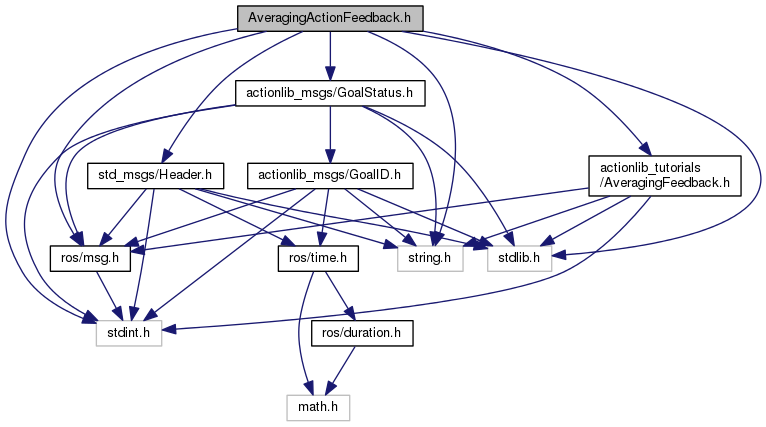 AveragingActionFeedback.h
actionlib_msgs/GoalStatus.h
std_msgs/Header.h
actionlib_msgs/GoalID.h
actionlib_tutorials
/AveragingFeedback.h
ros/msg.h
ros/time.h
string.h
stdlib.h
stdint.h
ros/duration.h
math.h